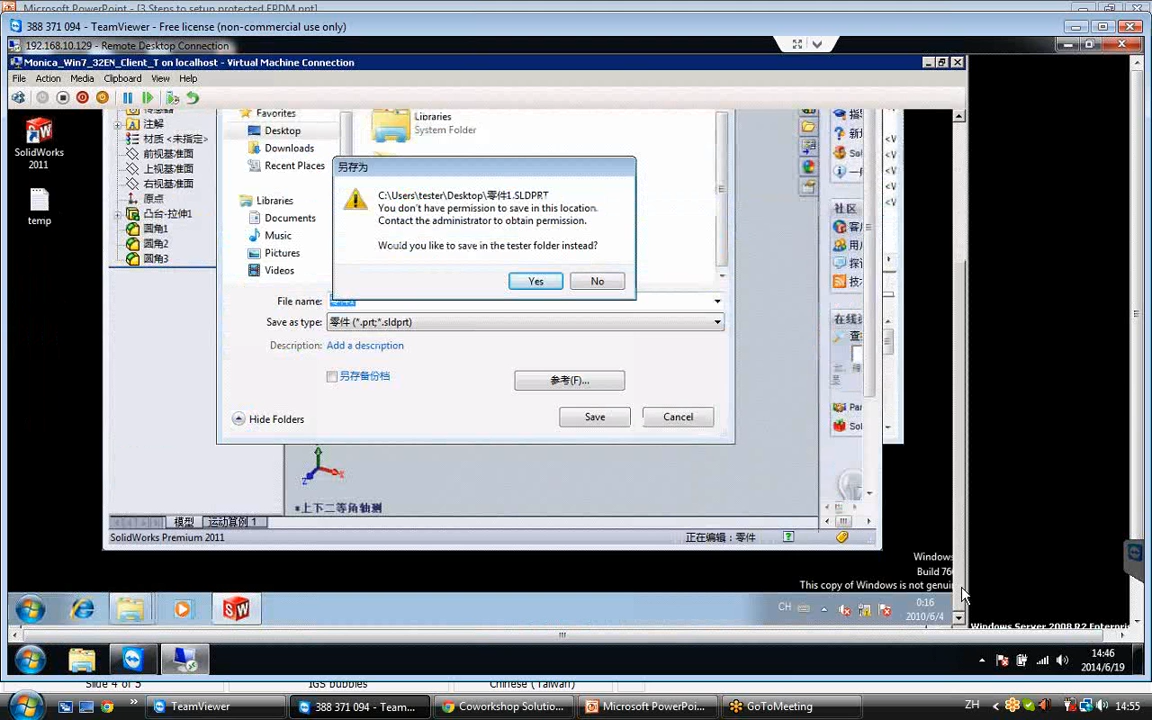 Microsoft PowerPoint - [3 Steps to setup protected EPDM.ppt]
388 371 094 - TeamViewer - Free license (non-commercial use only)
192.168.10.129 - Remote Desktop Connection
Monica_Win7_32EN_Client_T on localhost - Virtual Machine Connection
File Action Media Clipboard View Help
SolidWorks
2011
temp
注解
材质 <未指定>
前视基准面
上视基准面
右视基准面
原点
凸台-拉伸1
圆角1
圆角2
圆角3
Favorites
Desktop
Downloads
Recent Places
Libraries
Documents
Music
Pictures
Videos
Libraries
System Folder
另存为
C:\Users\tester\Desktop\零件1.SLDPRT
You don't have permission to save in this location.
Contact the administrator to obtain permission.
Would you like to save in the tester folder instead?
Yes No
File name:
Save as type: 零件 (*.prt;*.sldprt)
Description: Add a description
另存备份档
参考(F)...
Hide Folders
Save Cancel
社区
*上下二等角轴测
模型 运动算例 1
SolidWorks Premium 2011
正在编辑：零件
Windows
Build 760
This copy of Windows is not genuin
CH
0:16
2010/6/4
Windows Server 2008 R2 Enterpri
14:46
2014/6/19
Slide 4 of 5 IGS bubbles Chinese (Taiwan)
TeamViewer
388 371 094 - Team...
Coworkshop Solutio...
Microsoft PowerPoi...
GoToMeeting
ZH
14:55